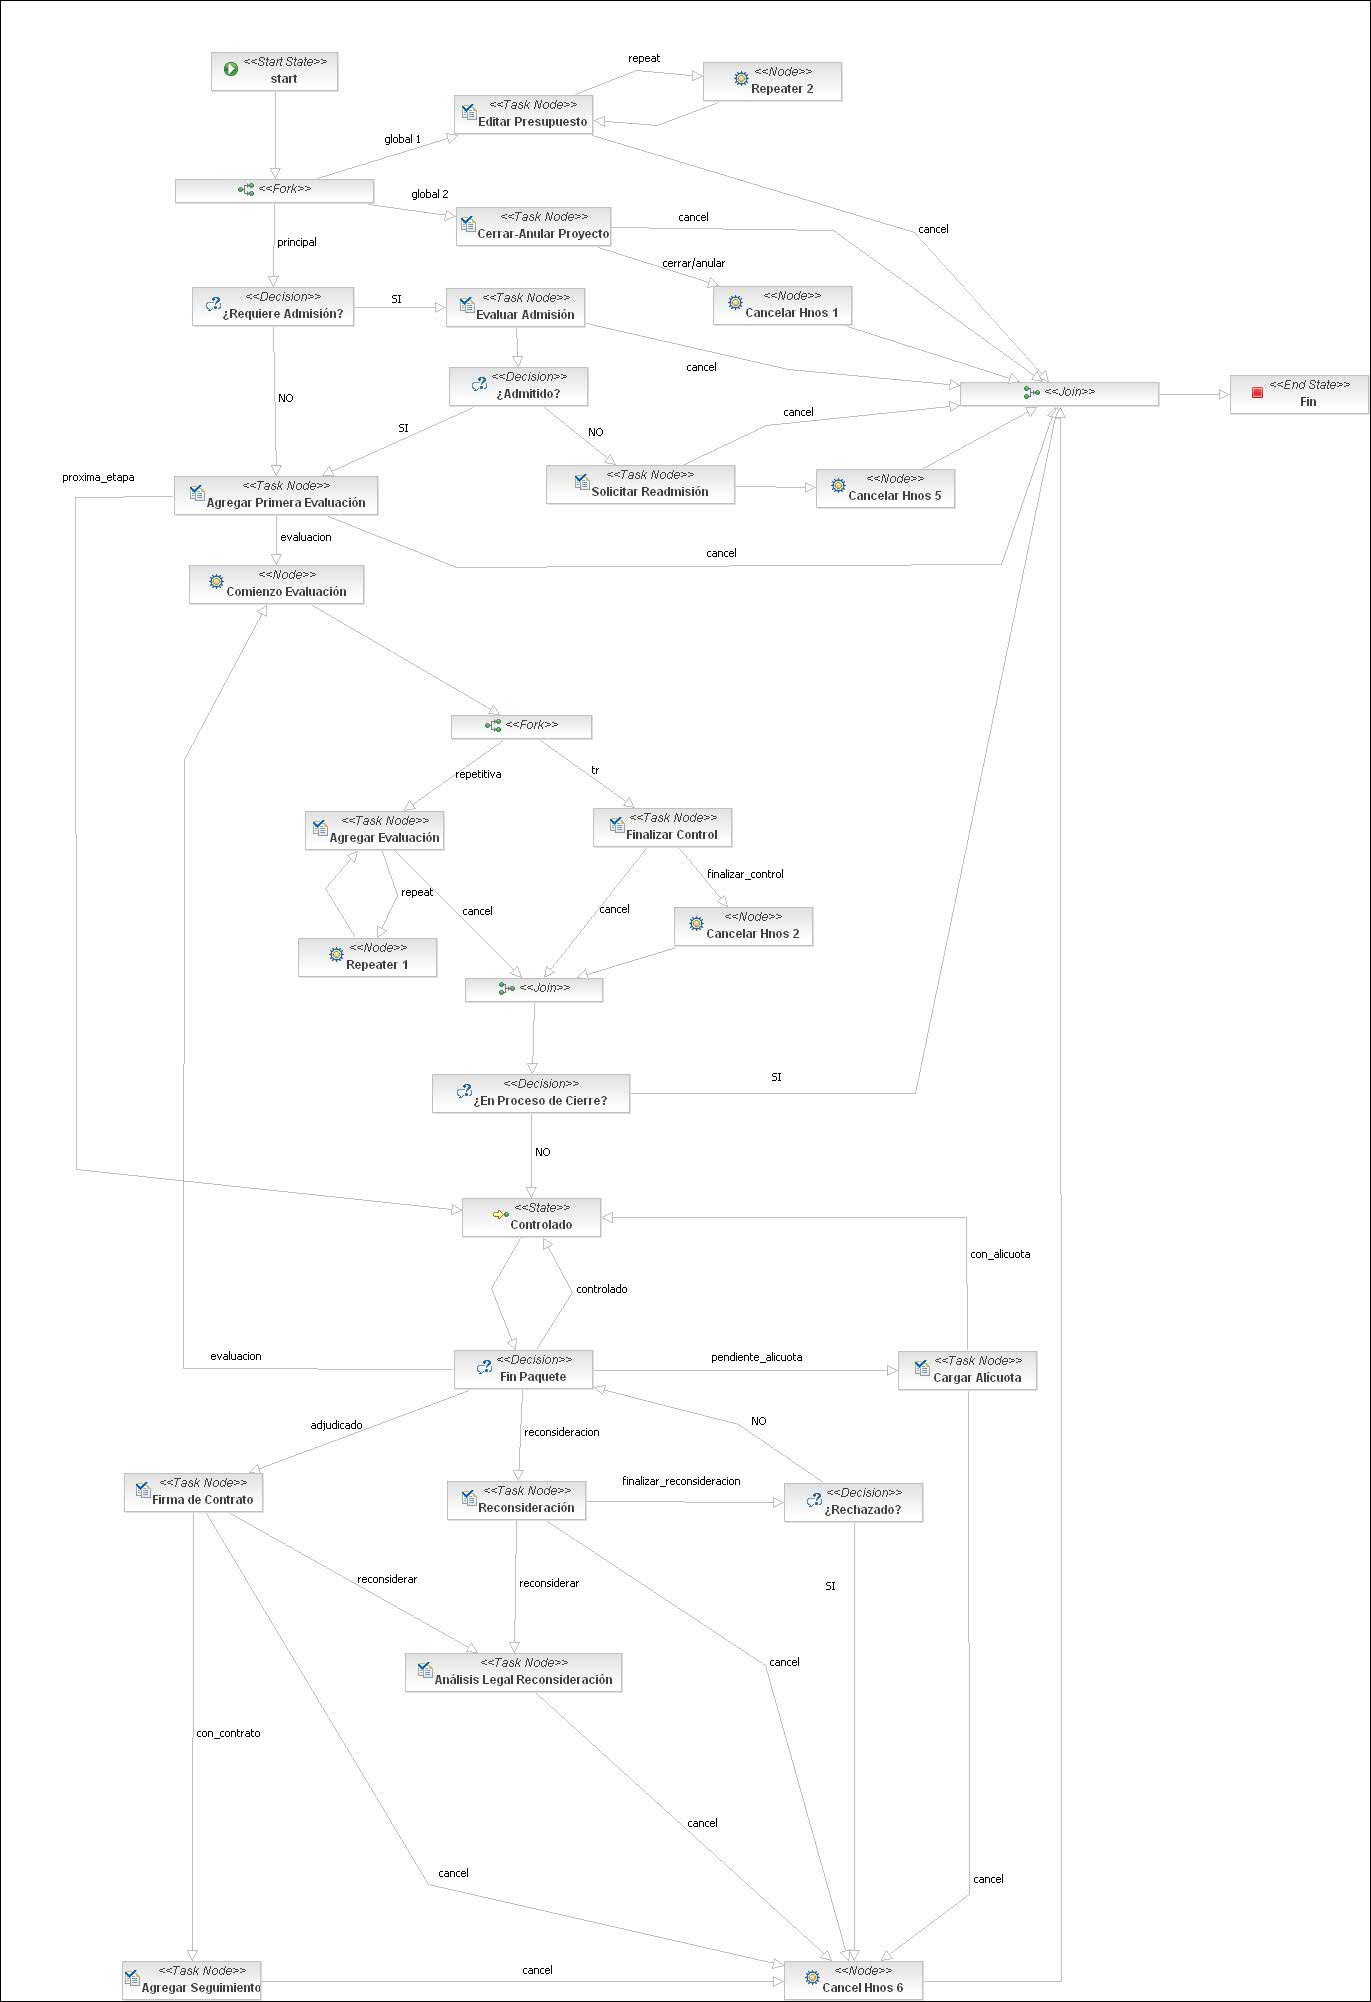 <<Start State>>
start
repeat
<<Node>>
Repeater 2
<<Task Node>>
Editar Presupuesto
global 1
<<Fork>>
global 2
<<Task Node>>
Cerrar-Anular Proyecto
cancel
cancel
principal
cerrar/anular
<<Decision>>
¿Requiere Admisión?
SI
<<Task Node>>
Evaluar Admisión
<<Node>>
Cancelar Hnos 1
cancel
<<Decision>>
¿Admitido?
<<Join>>
<<End State>>
Fin
NO
cancel
SI
NO
proxima_etapa
<<Task Node>>
Solicitar Readmisión
<<Node>>
Cancelar Hnos 5
<<Task Node>>
Agregar Primera Evaluación
evaluacion
cancel
<<Node>>
Comienzo Evaluación
<<Fork>>
repetitiva
tr
<<Task Node>>
Agregar Evaluación
<<Task Node>>
Finalizar Control
repeat
finalizar_control
cancel
cancel
<<Node>>
Cancelar Hnos 2
<<Node>>
Repeater 1
<<Join>>
<<Decision>>
¿En Proceso de Cierre?
SI
NO
<<State>>
Controlado
con_alicuota
controlado
evaluacion
<<Decision>>
Fin Paquete
pendiente_alicuota
<<Task Node>>
Cargar Alícuota
adjudicado
reconsideracion
NO
<<Task Node>>
Firma de Contrato
<<Task Node>>
Reconsideración
finalizar_reconsideracion
<<Decision>>
¿Rechazado?
reconsiderar
reconsiderar
SI
<<Task Node>>
Análisis Legal Reconsideración
cancel
con_contrato
cancel
cancel
cancel
<<Task Node>>
Agregar Seguimiento
cancel
<<Node>>
Cancel Hnos 6